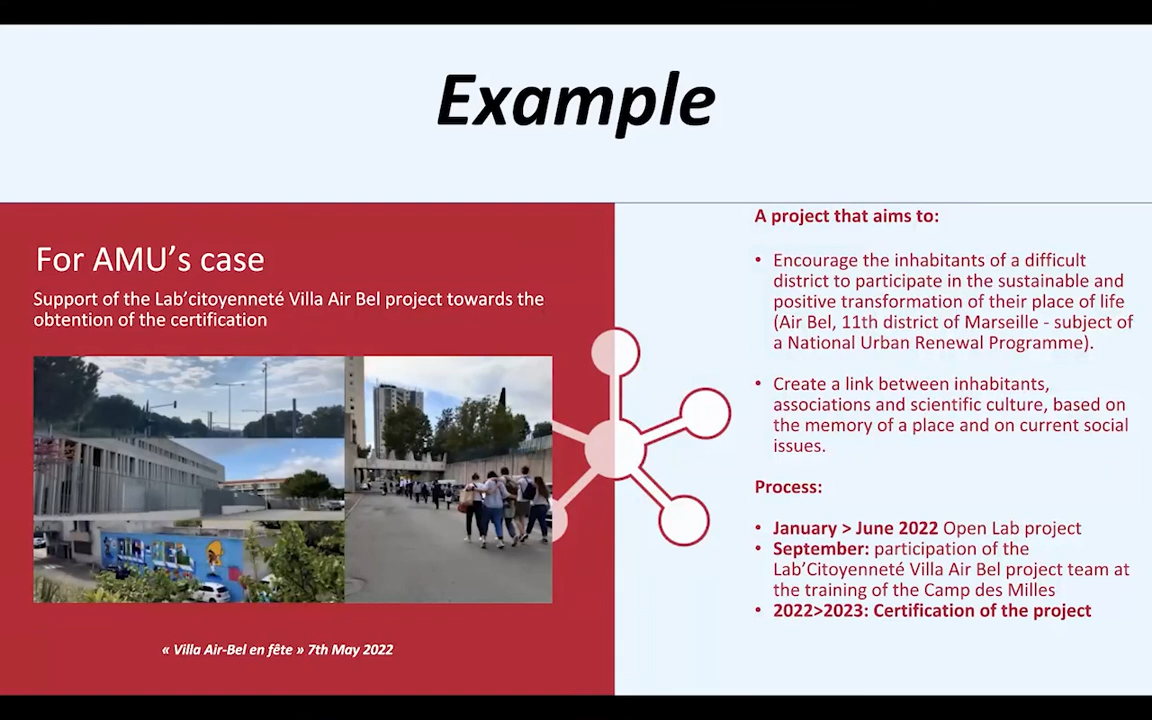 Example
For AMU's case
Support of the Lab'citoyenneté Villa Air Bel project towards the
obtention of the certification
« Villa Air-Bel en fête » 7th May 2022
A project that aims to:
• Encourage the inhabitants of a difficult
district to participate in the sustainable and
positive transformation of their place of life
(Air Bel, 11th district of Marseille - subject of
a National Urban Renewal Programme).
• Create a link between inhabitants,
associations and scientific culture, based on
the memory of a place and on current social
issues.
Process:
• January > June 2022 Open Lab project
• September: participation of the
Lab'Citoyenneté Villa Air Bel project team at
the training of the Camp des Milles
• 2022>2023: Certification of the project